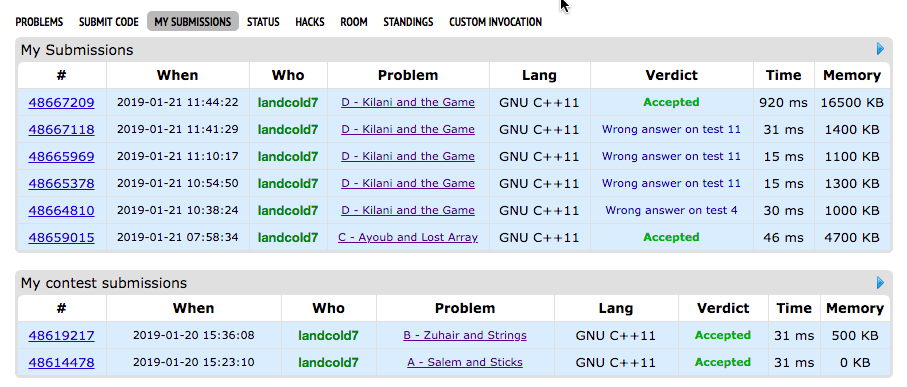 PROBLEMS SUBMIT CODE MY SUBMISSIONS STATUS HACKS ROOM STANDINGS CUSTOM INVOCATION
My Submissions
# When Who Problem Lang Verdict Time Memory
48667209 2019-01-21 11:44:22 landcold7 D - Kilani and the Game GNU C++11 Accepted 920 ms 16500 KB
48667118 2019-01-21 11:41:29 landcold7 D - Kilani and the Game GNU C++11 Wrong answer on test 11 31 ms 1400 KB
48665969 2019-01-21 11:10:17 landcold7 D - Kilani and the Game GNU C++11 Wrong answer on test 11 15 ms 1100 KB
48665378 2019-01-21 10:54:50 landcold7 D - Kilani and the Game GNU C++11 Wrong answer on test 11 15 ms 1300 KB
48664810 2019-01-21 10:38:24 landcold7 D - Kilani and the Game GNU C++11 Wrong answer on test 4 30 ms 1000 KB
48659015 2019-01-21 07:58:34 landcold7 C - Ayoub and Lost Array GNU C++11 Accepted 46 ms 4700 KB
My contest submissions
# When Who Problem Lang Verdict Time Memory
48619217 2019-01-20 15:36:08 landcold7 B - Zuhair and Strings GNU C++11 Accepted 31 ms 500 KB
48614478 2019-01-20 15:23:10 landcold7 A - Salem and Sticks GNU C++11 Accepted 31 ms 0 KB